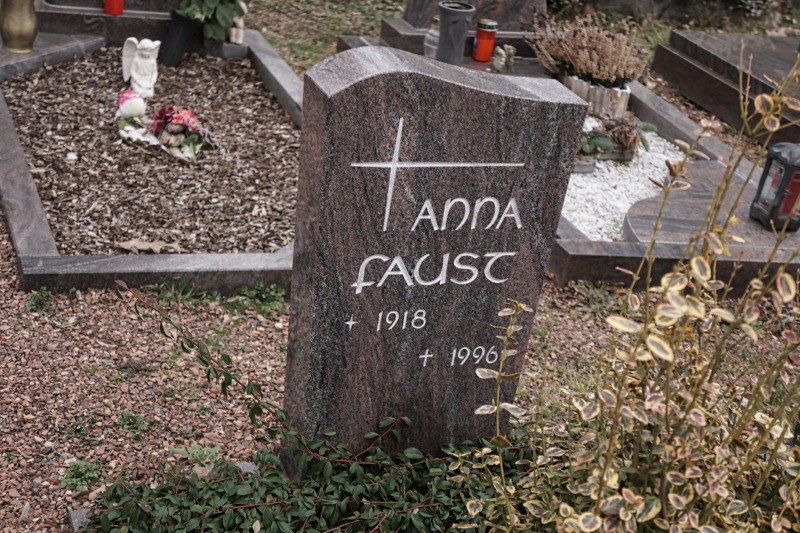 ANNA
FAUST
+ 1918
+ 1996